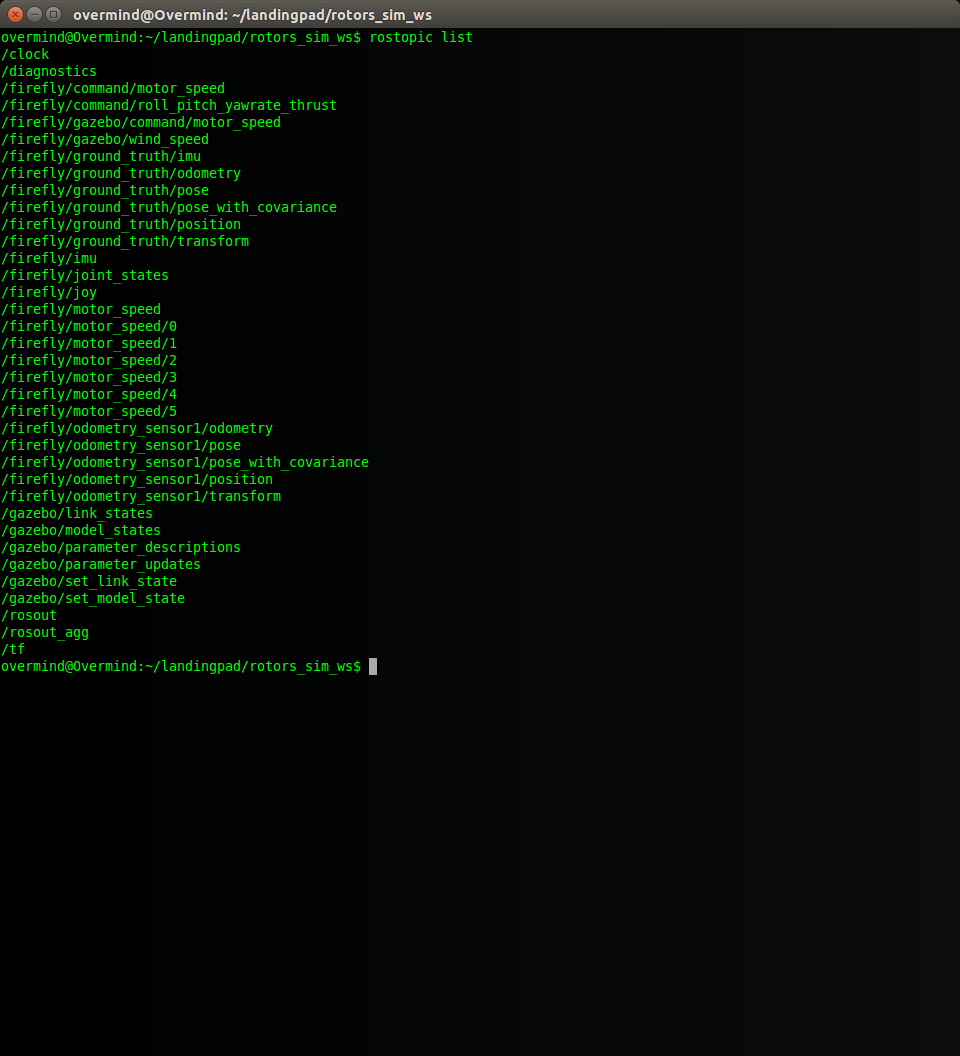 overmind@Overmind: ~/landingpad/rotors_sim_ws
overmind@Overmind:~/landingpad/rotors_sim_ws$ rostopic list
/clock
/diagnostics
/firefly/command/motor_speed
/firefly/command/roll_pitch_yawrate_thrust
/firefly/gazebo/command/motor_speed
/firefly/gazebo/wind_speed
/firefly/ground_truth/imu
/firefly/ground_truth/odometry
/firefly/ground_truth/pose
/firefly/ground_truth/pose_with_covariance
/firefly/ground_truth/position
/firefly/ground_truth/transform
/firefly/imu
/firefly/joint_states
/firefly/joy
/firefly/motor_speed
/firefly/motor_speed/0
/firefly/motor_speed/1
/firefly/motor_speed/2
/firefly/motor_speed/3
/firefly/motor_speed/4
/firefly/motor_speed/5
/firefly/odometry_sensor1/odometry
/firefly/odometry_sensor1/pose
/firefly/odometry_sensor1/pose_with_covariance
/firefly/odometry_sensor1/position
/firefly/odometry_sensor1/transform
/gazebo/link_states
/gazebo/model_states
/gazebo/parameter_descriptions
/gazebo/parameter_updates
/gazebo/set_link_state
/gazebo/set_model_state
/rosout
/rosout_agg
/tf
overmind@Overmind:~/landingpad/rotors_sim_ws$